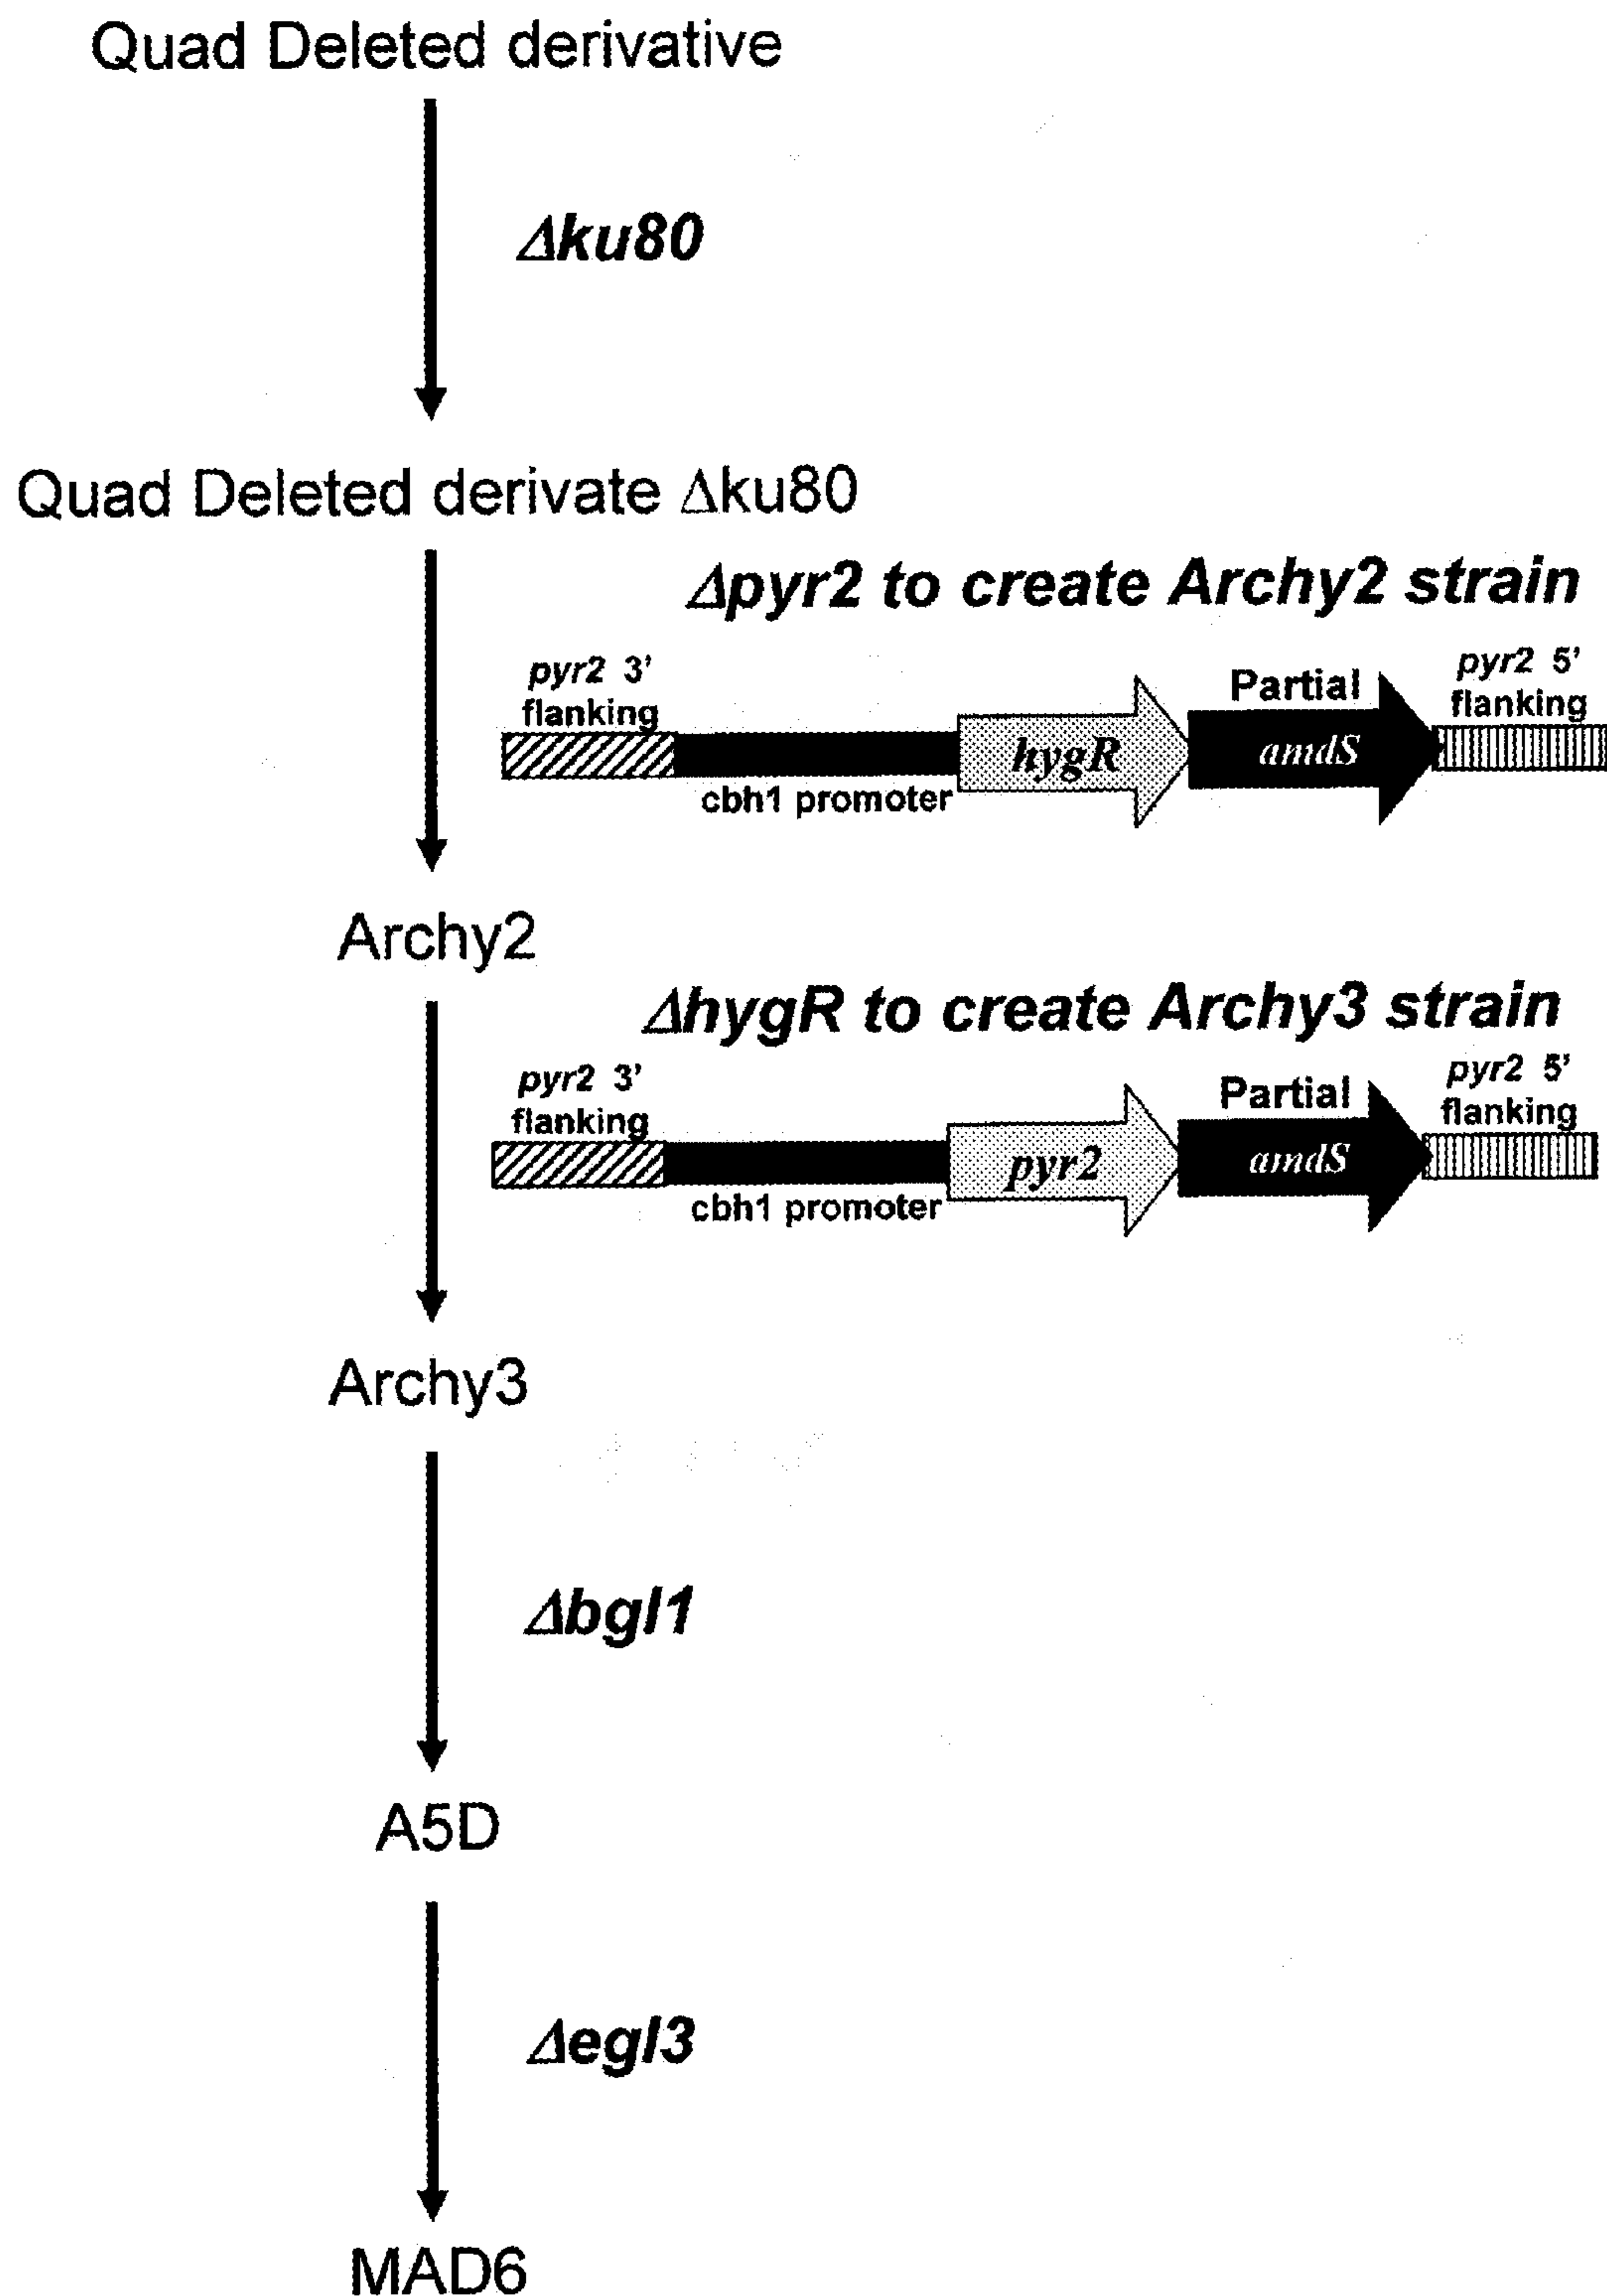 Quad Deleted derivative
Δku80
Quad Deleted derivate Δku80
Δpyr2 to create Archy2 strain
pyr2 3'
flanking
cbh1 promoter
hygR
Partial
amdS
pyr2 5'
flanking
Archy2
ΔhygR to create Archy3 strain
pyr2 3'
flanking
cbh1 promoter
pyr2
Partial
amdS
pyr2 5'
flanking
Archy3
Δbgl1
A5D
Δegl3
MAD6